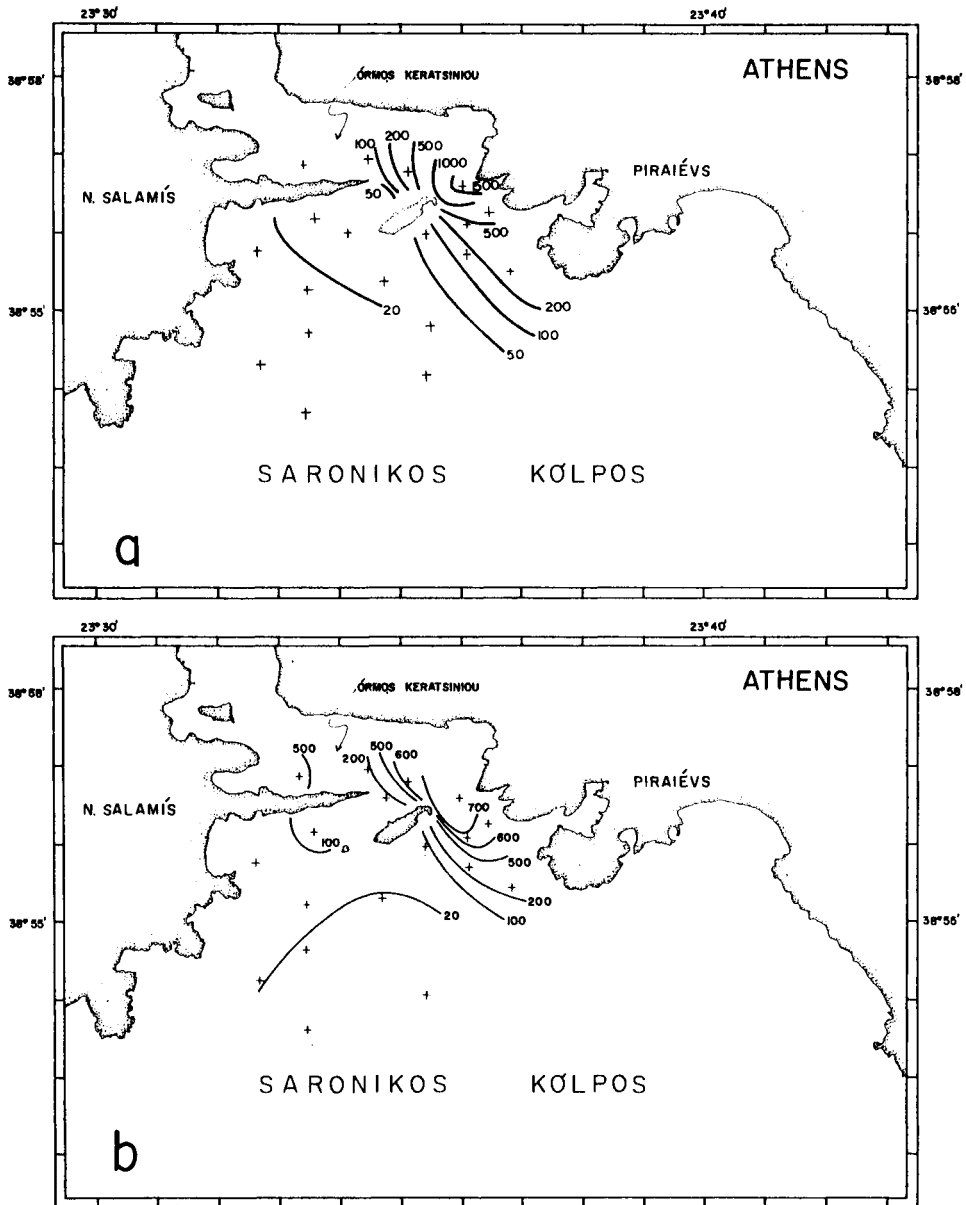 23° 30' 23° 40'
38° 58' ÓRMOS KERATSINIOU ATHENS 38° 58'
100 200 500 1000 500
N. SALAMÍS 50 PIRAIÉVS
500
38° 55' 20 200 38° 55'
100
50
SARONIKOS KÓLPOS
a
23° 30' 23° 40'
38° 58' ÓRMOS KERATSINIOU ATHENS 38° 58'
500 200 500 600
N. SALAMÍS 700 PIRAIÉVS
100 600
500
38° 55' 20 200 38° 55'
100
SARONIKOS KÓLPOS
b